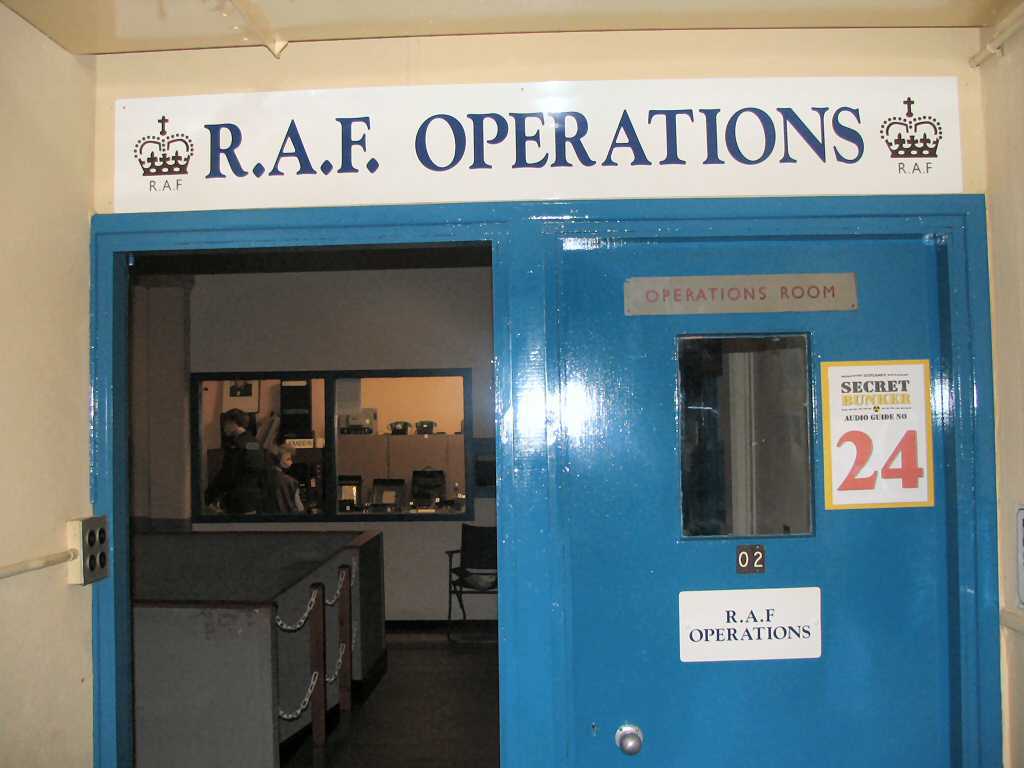 R.A.F. OPERATIONS
R.A.F
R.A.F
OPERATIONS ROOM
SECRET
BUNKER
AUDIO GUIDE NO
24
02
R.A.F
OPERATIONS